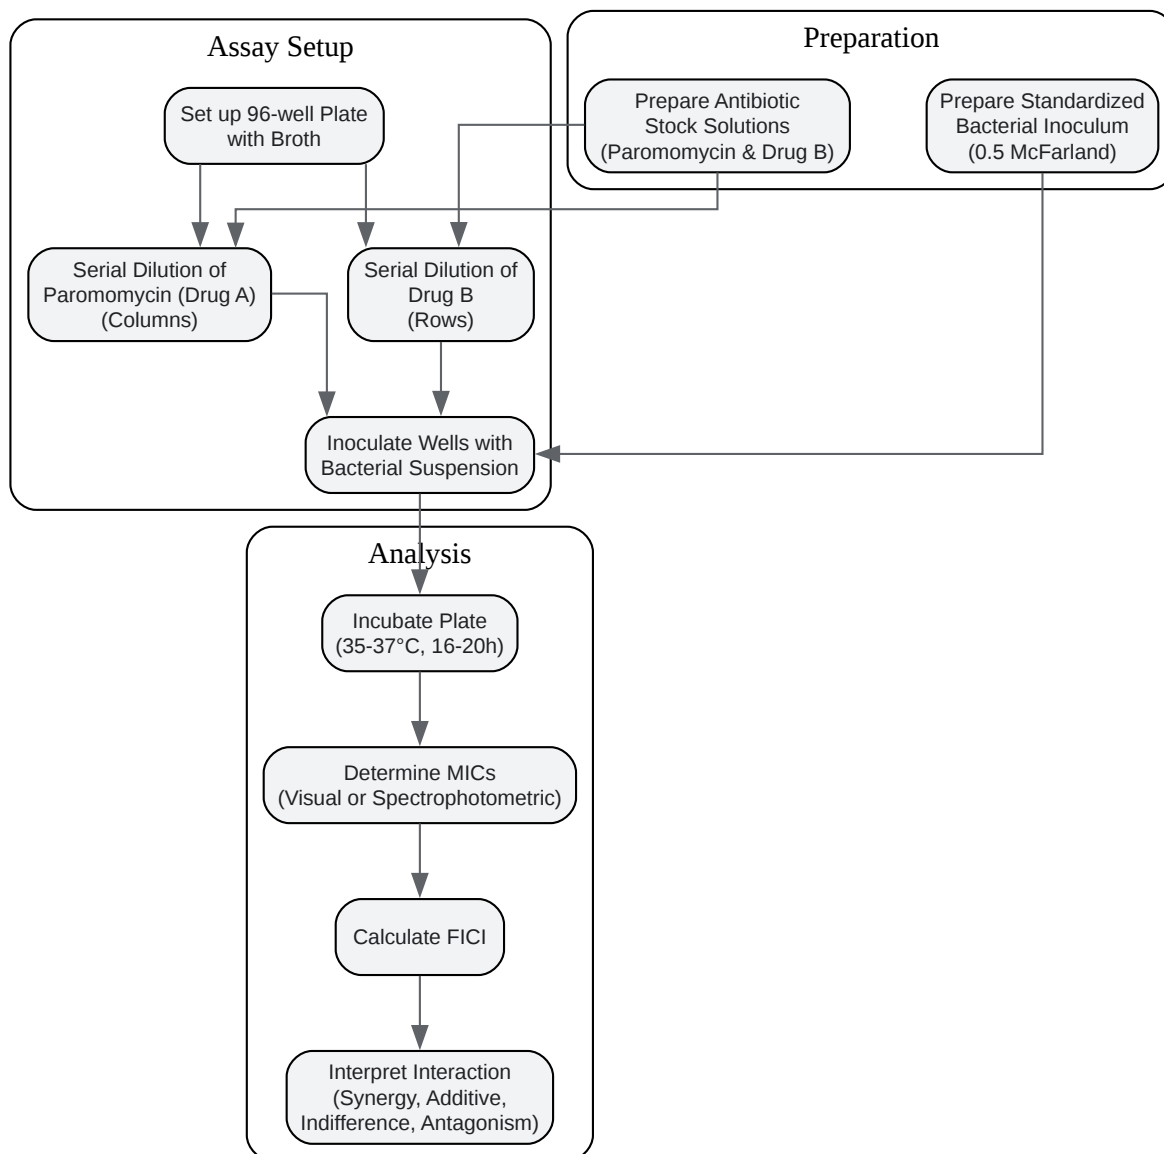 Assay Setup
Set up 96-well Plate
with Broth
Preparation
Prepare Antibiotic
Stock Solutions
(Paromomycin & Drug B)
Prepare Standardized
Bacterial Inoculum
(0.5 McFarland)
Serial Dilution of
Paromomycin (Drug A)
(Columns)
Serial Dilution of
Drug B
(Rows)
Inoculate Wells with
Bacterial Suspension
Analysis
Incubate Plate
(35-37°C, 16-20h)
Determine MICs
(Visual or Spectrophotometric)
Calculate FICI
Interpret Interaction
(Synergy, Additive,
Indifference, Antagonism)